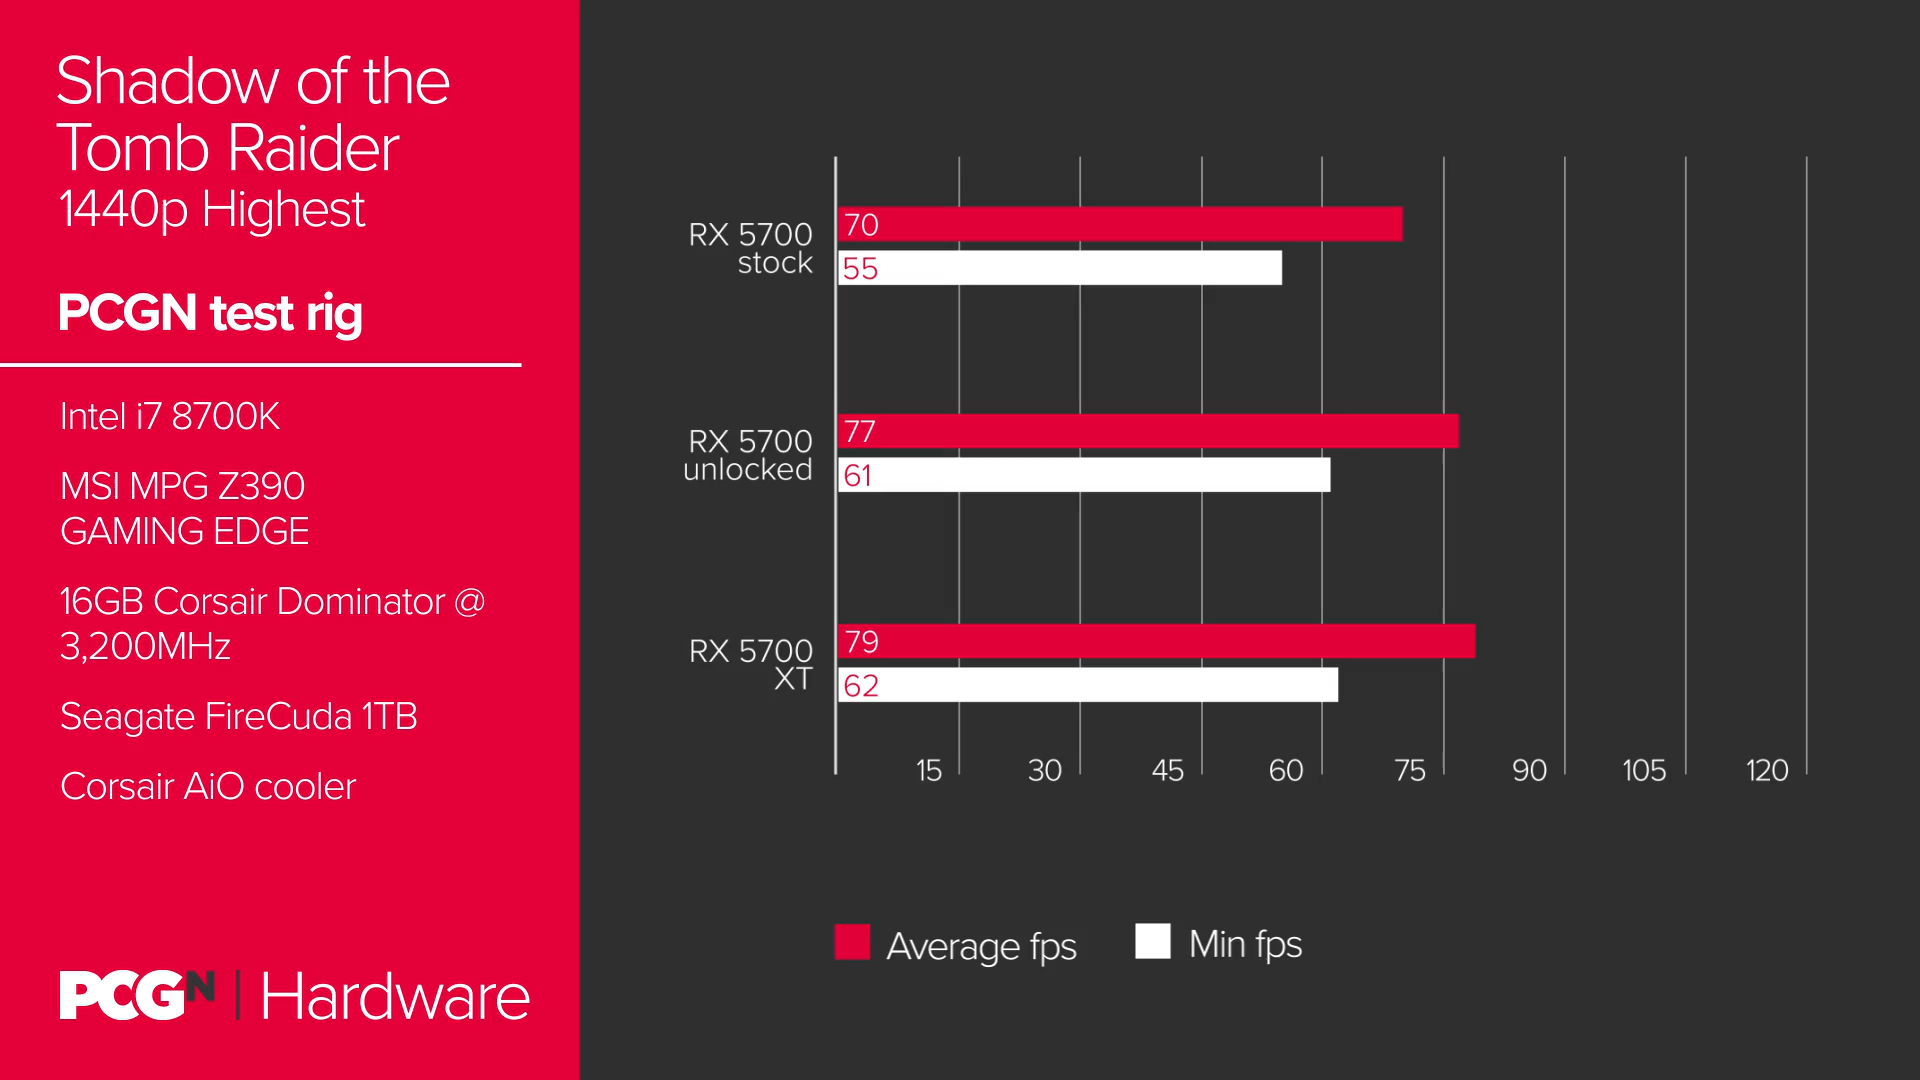 Shadow of the
Tomb Raider
1440p Highest
PCGN test rig
Intel i7 8700K
MSI MPG Z390
GAMING EDGE
16GB Corsair Dominator @
3,200MHz
Seagate FireCuda 1TB
Corsair AiO cooler
PCGN | Hardware
RX 5700
stock
70
55
RX 5700
unlocked
77
61
RX 5700
XT
79
62
15 30 45 60 75 90 105 120
Average fps Min fps